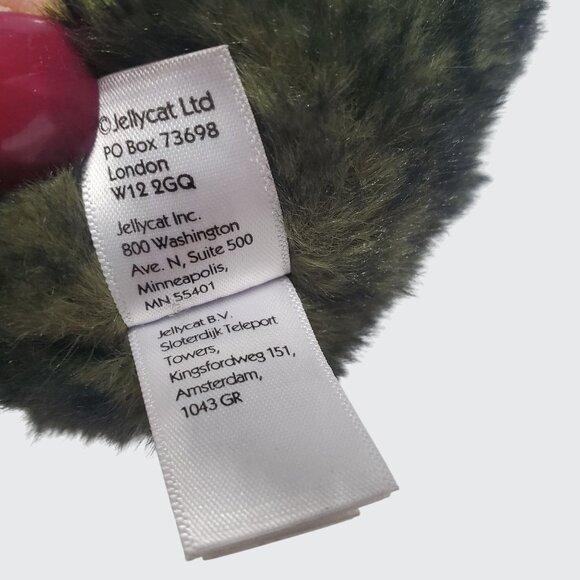 ©Jellycat Ltd
PO Box 73698
London
W12 2GQ
Jellycat Inc.
800 Washington
Ave. N, Suite 500
Minneapolis,
MN 55401
Jellycat B.V.
Sloterdijk Teleport
Towers,
Kingsfordweg 151,
Amsterdam,
1043 GR